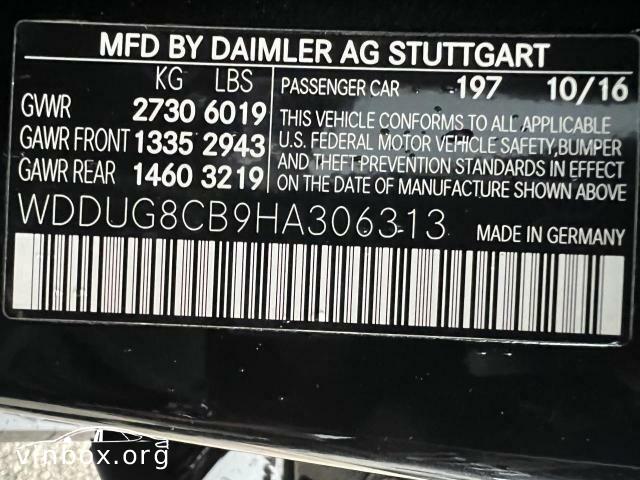 MFD BY DAIMLER AG STUTTGART
KG LBS
GVWR 2730 6019
GAWR FRONT 1335 2943
GAWR REAR 1460 3219
PASSENGER CAR 197 10/16
THIS VEHICLE CONFORMS TO ALL APPLICABLE
U.S. FEDERAL MOTOR VEHICLE SAFETY, BUMPER
AND THEFT PREVENTION STANDARDS IN EFFECT
ON THE DATE OF MANUFACTURE SHOWN ABOVE
WDDUG8CB9HA306313 MADE IN GERMANY
vinbox.org